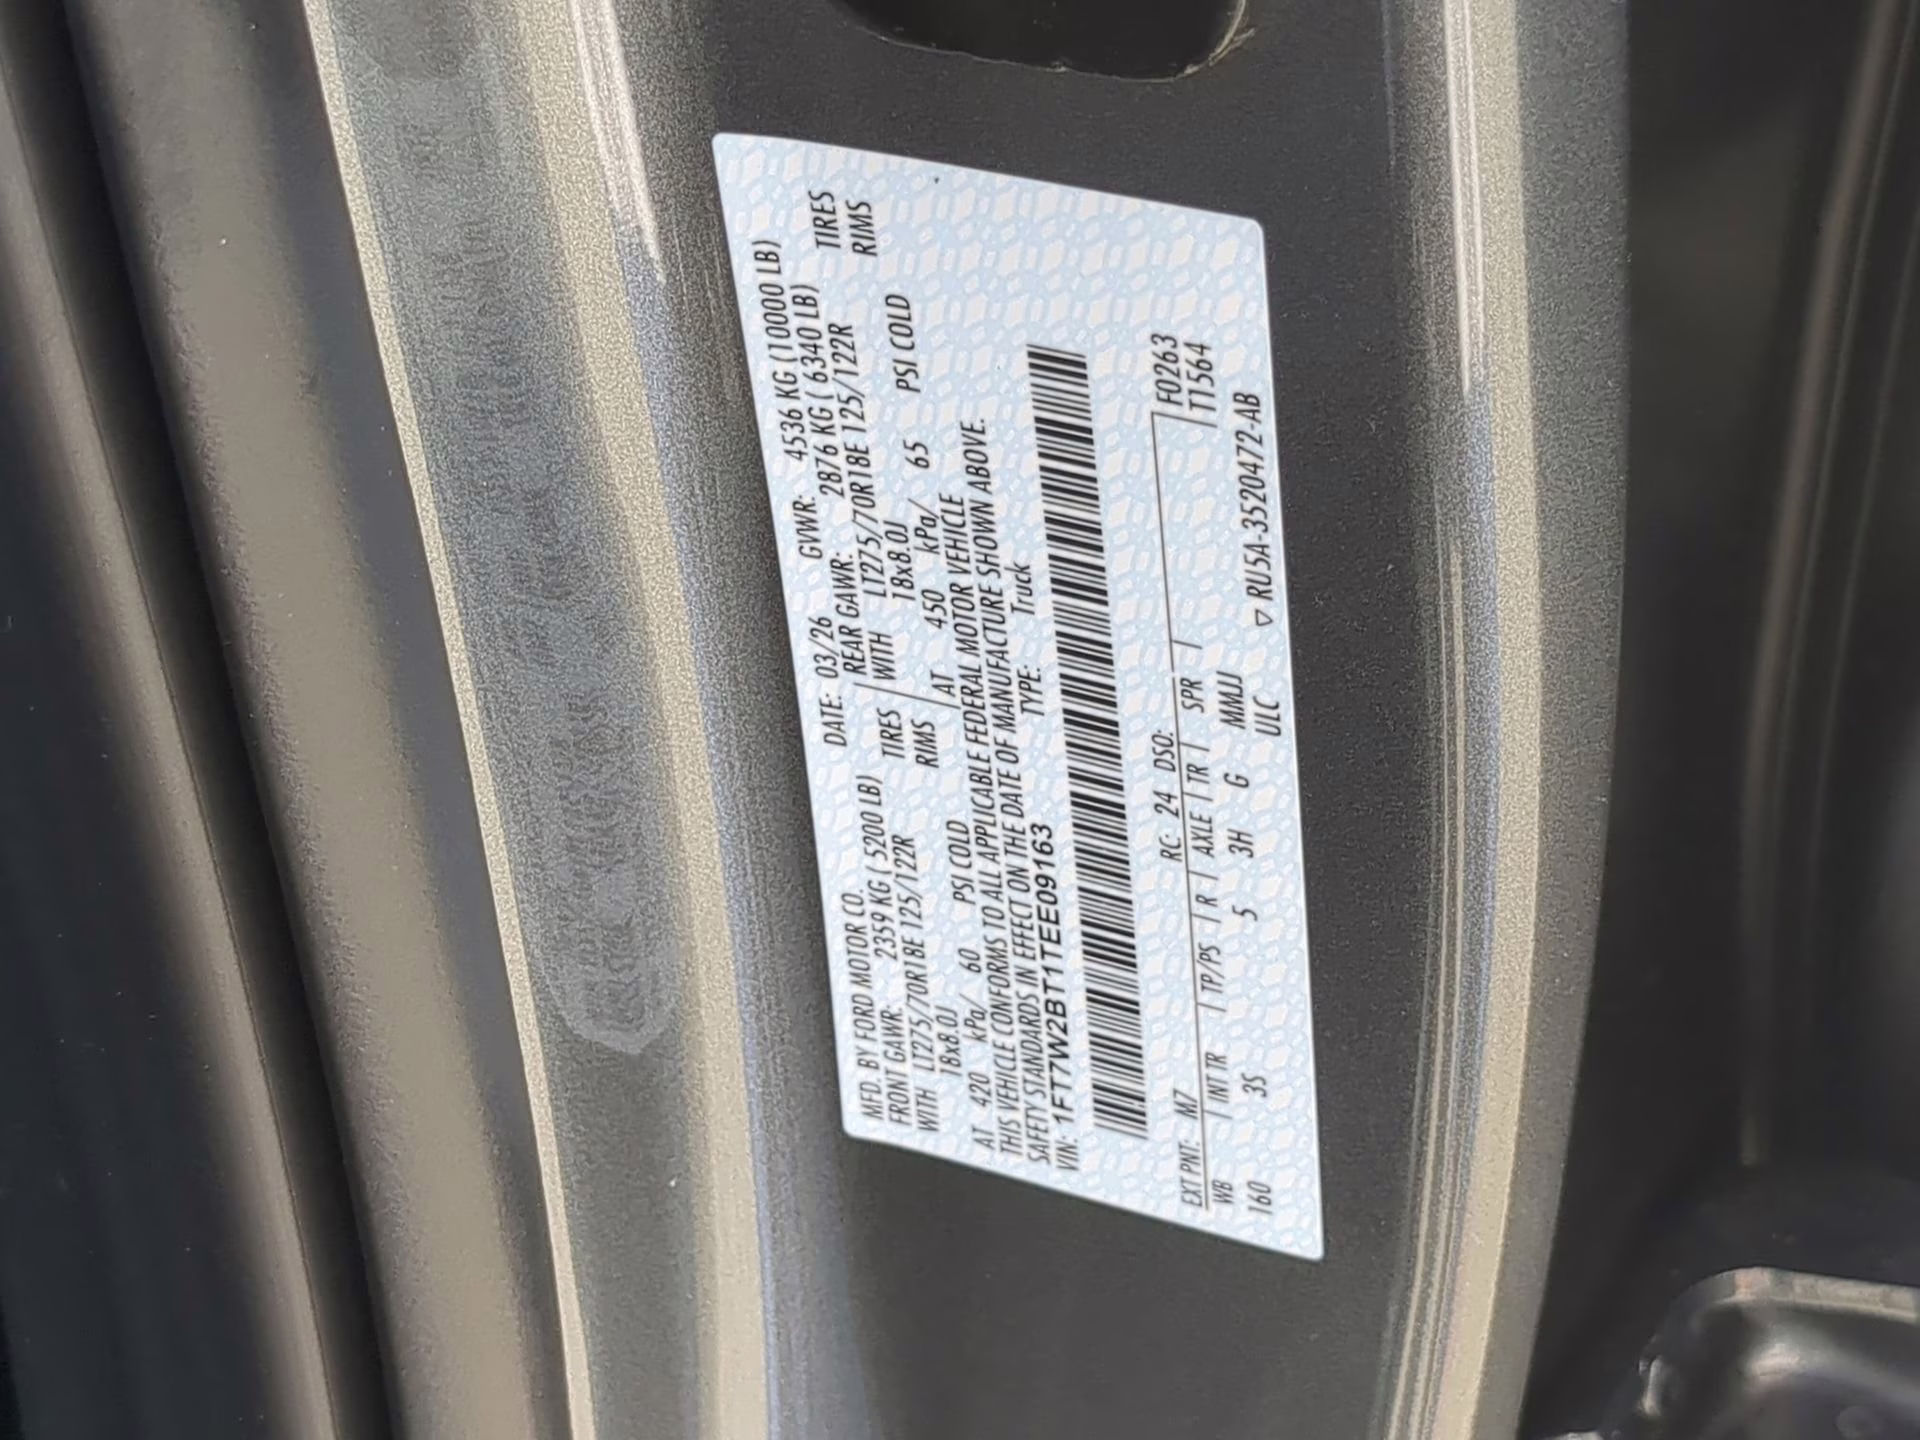 MFD. BY FORD MOTOR CO. DATE: 03/26 GVWR: 4536 KG (10000 LB)
FRONT GAWR: 2359 KG ( 5200 LB) REAR GAWR: 2876 KG ( 6340 LB)
WITH LT275/70R18E 125/122R TIRES WITH LT275/70R18E 125/122R TIRES
18x8.0J RIMS 18x8.0J RIMS
AT 420 kPa/ 60 PSI COLD AT 450 kPa/ 65 PSI COLD
THIS VEHICLE CONFORMS TO ALL APPLICABLE FEDERAL MOTOR VEHICLE
SAFETY STANDARDS IN EFFECT ON THE DATE OF MANUFACTURE SHOWN ABOVE.
VIN: 1FT7W2BT1TEE09163 TYPE: Truck
EXT PNT: M7 RC: 24 DSO: F0263
WB INT TR TP/PS R AXLE TR SPR T1564
160 3S 5 3H G MMJJ
ULC ▽ RU5A-3520472-AB